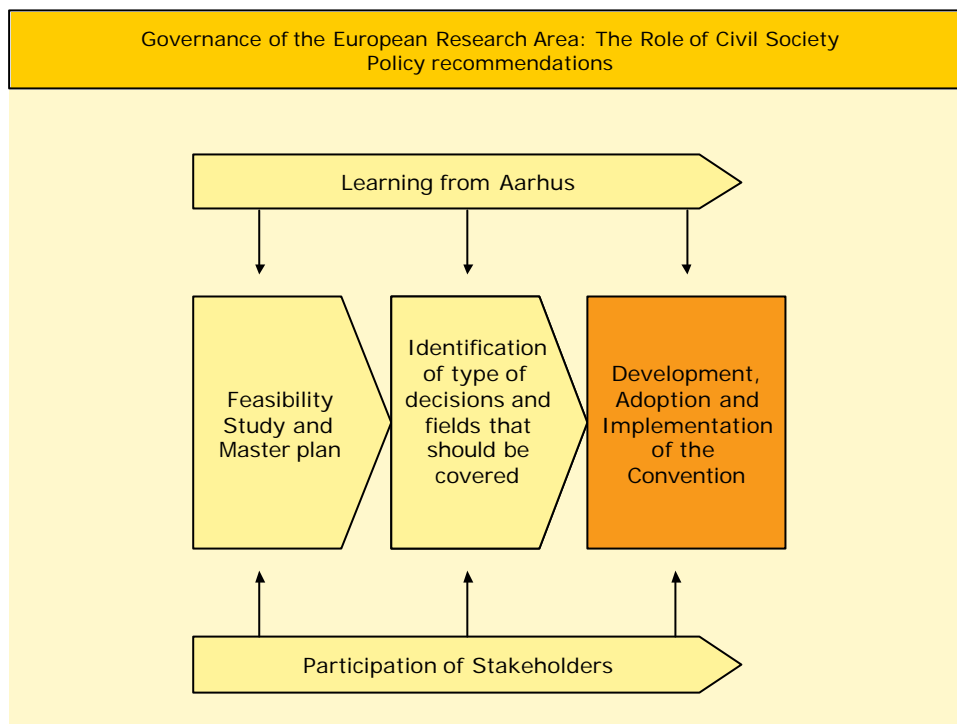 Governance of the European Research Area: The Role of Civil Society
Policy recommendations
Learning from Aarhus
Feasibility
Study and
Master plan
Identification
of type of
decisions and
fields that
should be
covered
Development,
Adoption and
Implementation
of the
Convention
Participation of Stakeholders